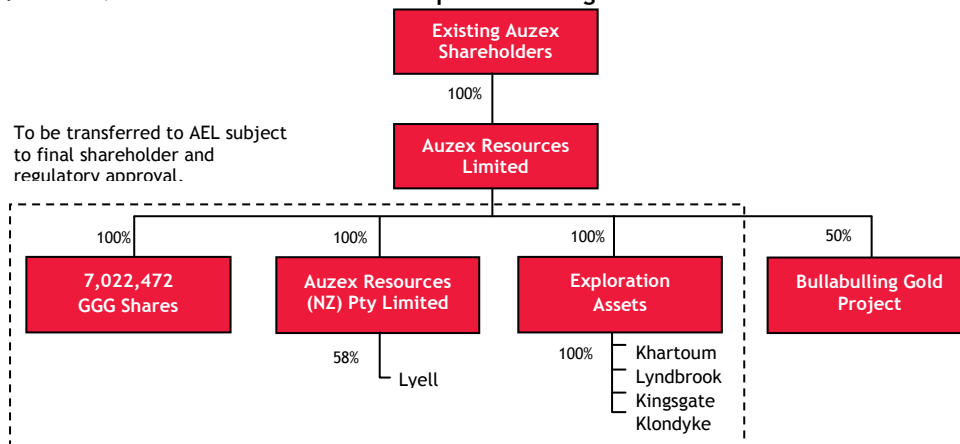 Existing Auzex
Shareholders
100%
To be transferred to AEL subject
to final shareholder and
regulatory approval.
Auzex Resources
Limited
100%
100%
100%
50%
7,022,472
GGG Shares
Auzex Resources
(NZ) Pty Limited
Exploration
Assets
Bullabulling Gold
Project
58%
Lyell
100%
Khartoum
Lyndbrook
Kingsgate
Klondyke